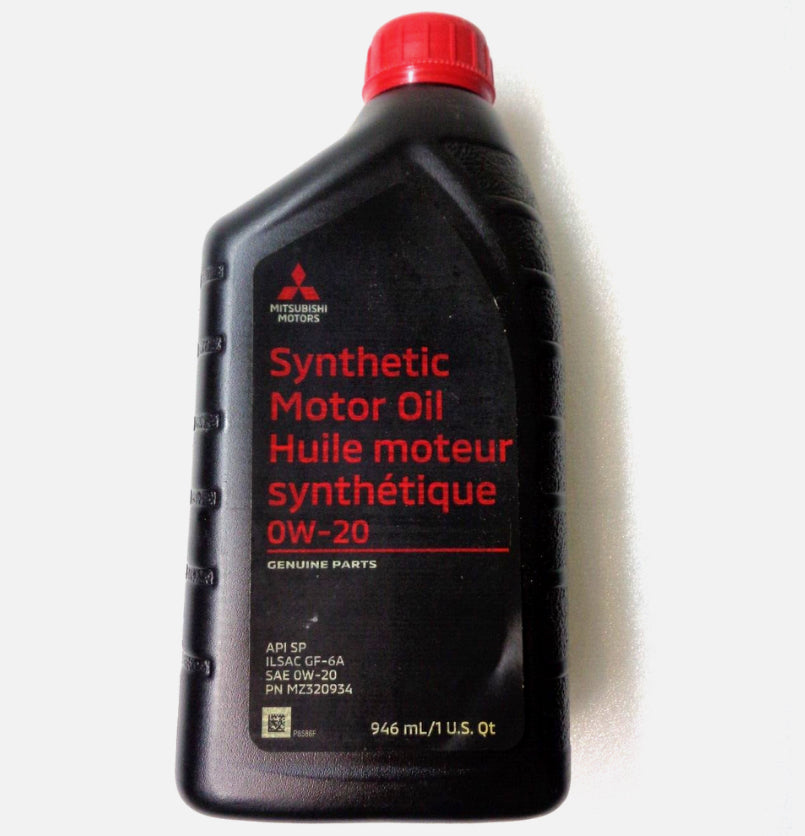 MITSUBISHI
MOTORS
Synthetic
Motor Oil
Huile moteur
synthétique
0W-20
GENUINE PARTS
API SP
ILSAC GF-6A
SAE 0W-20
PN MZ320934
P8586F
946 mL/1 U.S. Qt